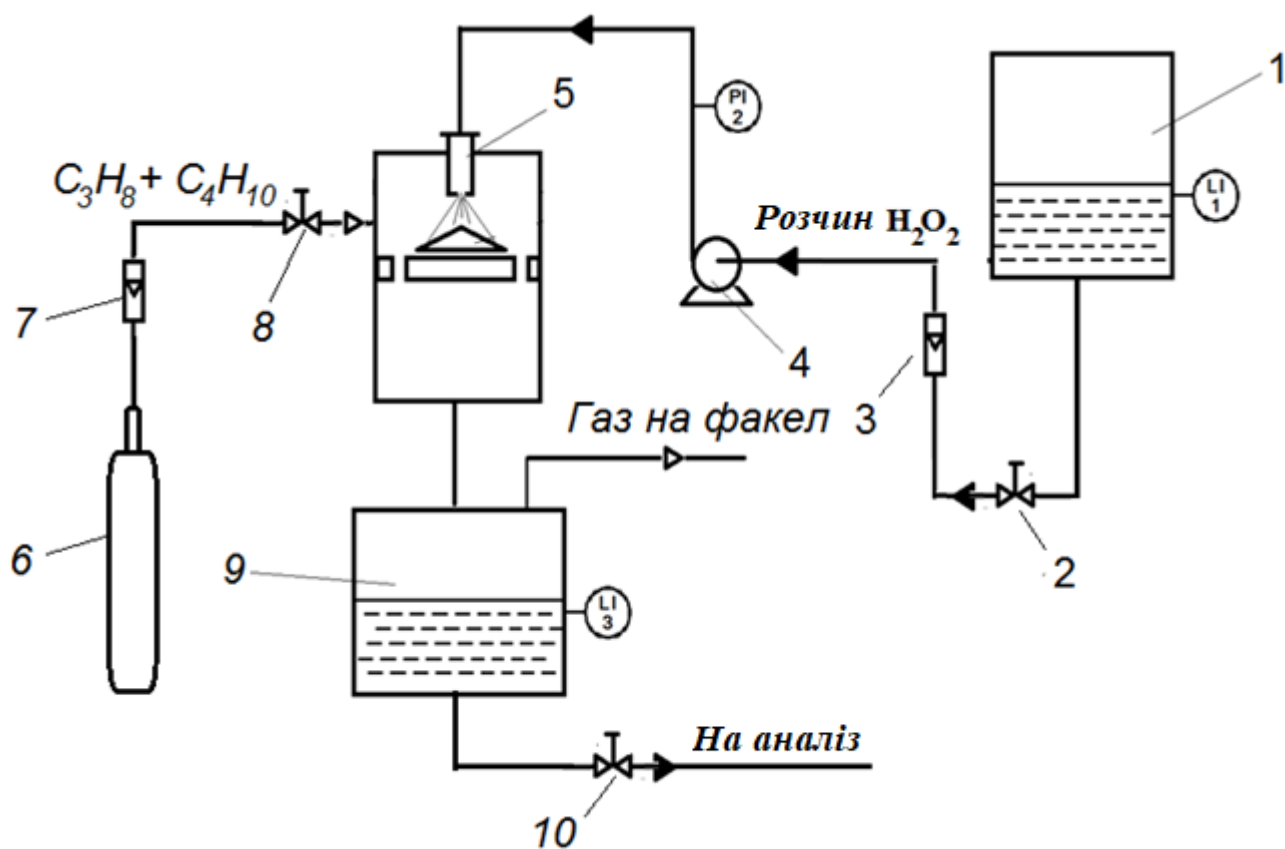 1
5
PI
2
C₃H₈ + C₄H₁₀
LI
1
Розчин H₂O₂
7
8
4
3
Газ на факел
6
9
2
LI
3
На аналіз
10